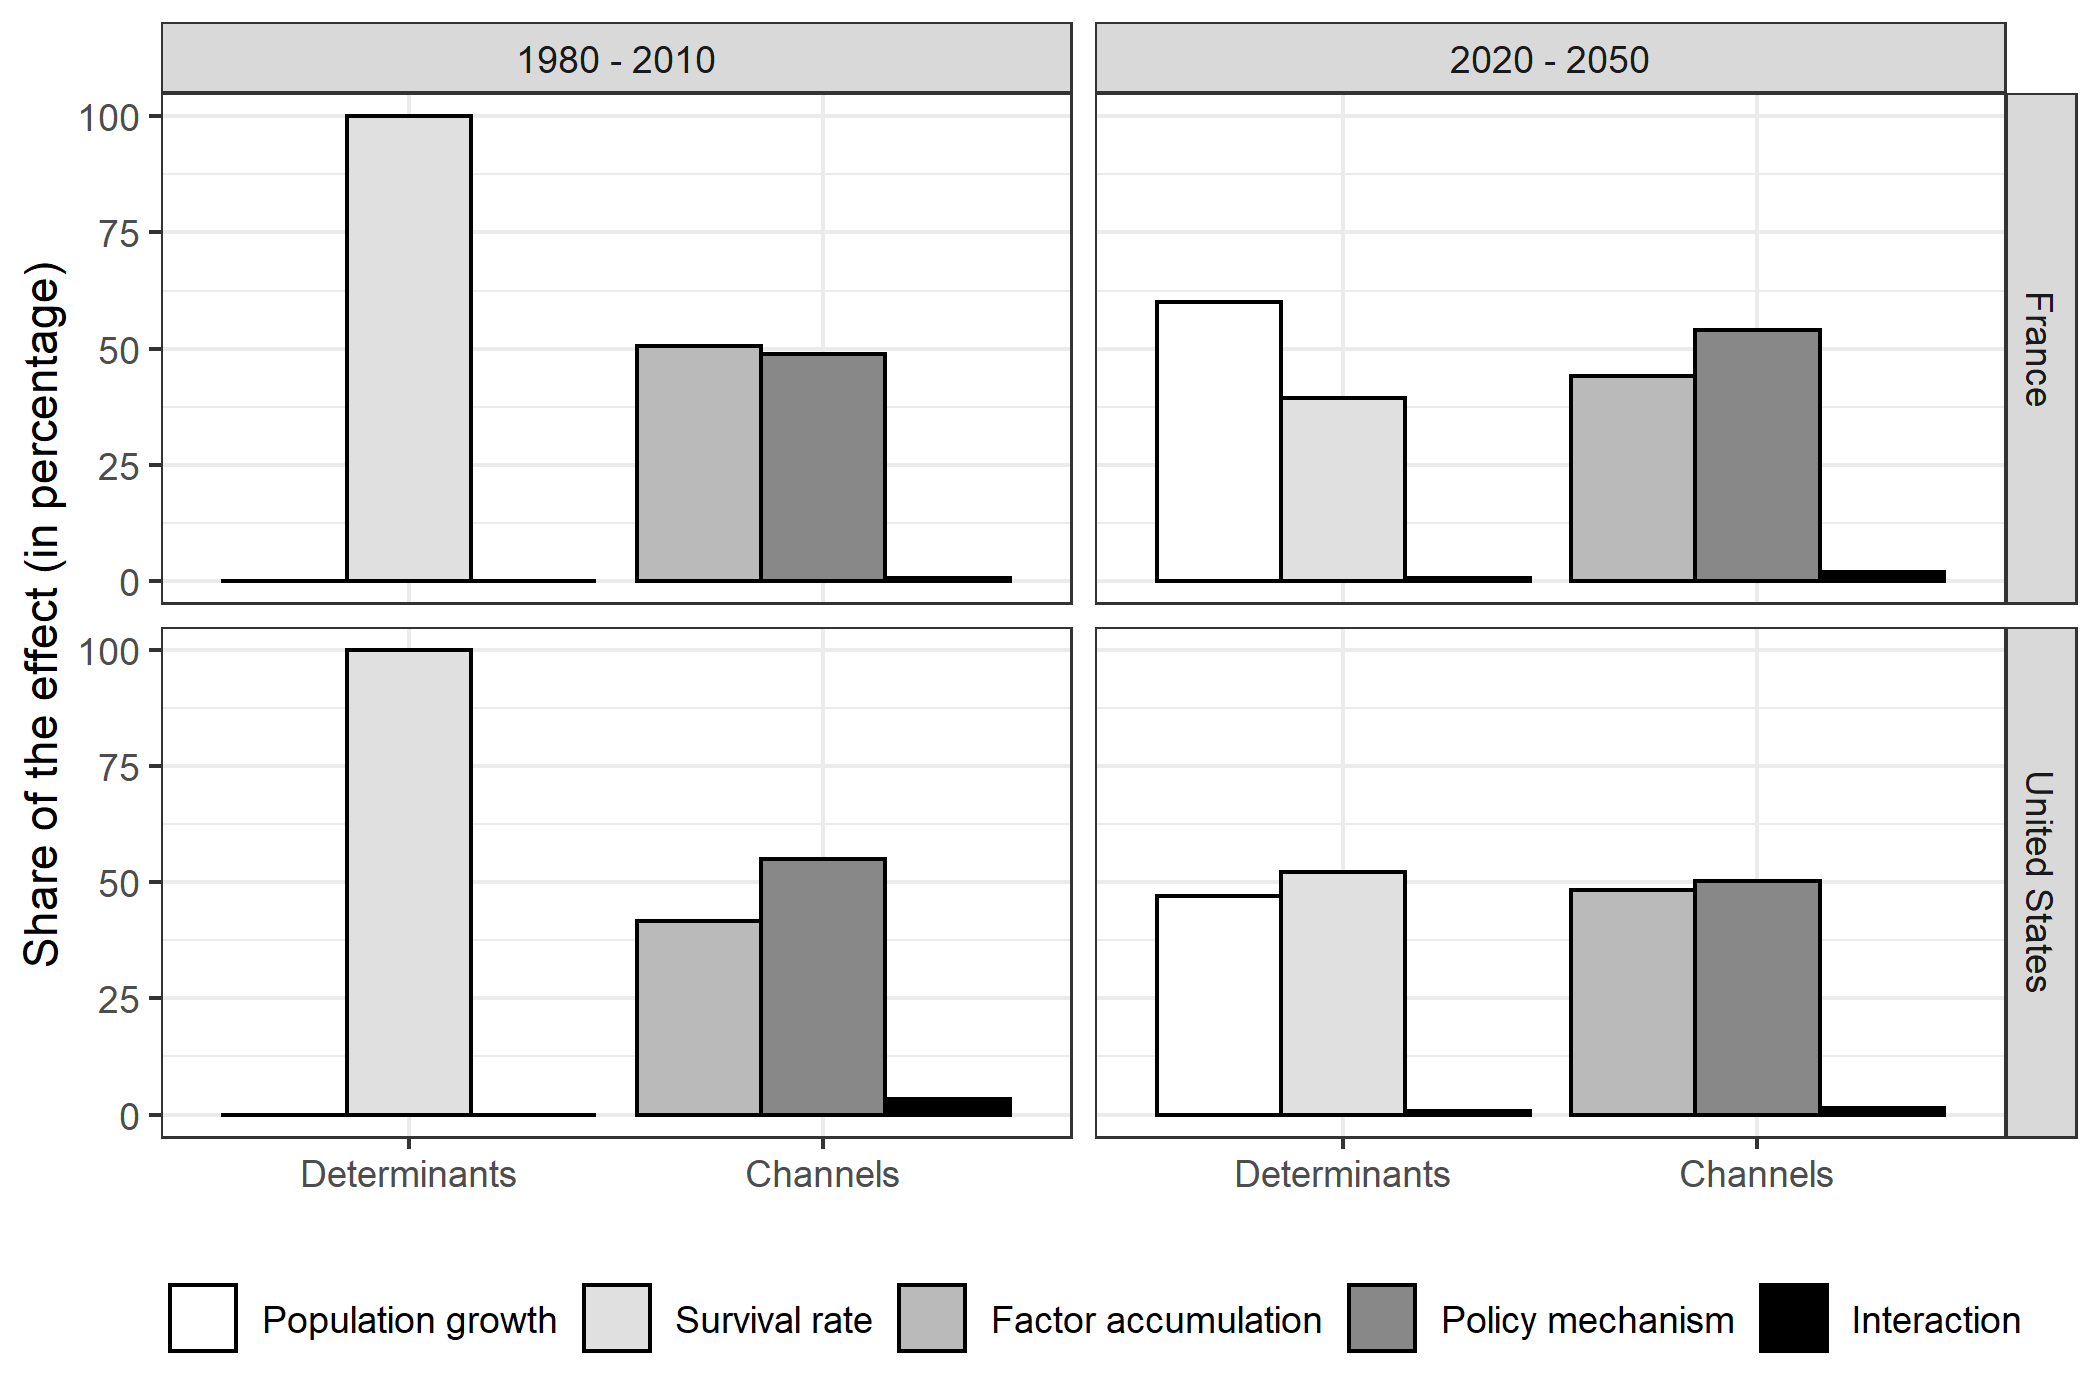 1980 - 2010
2020 - 2050
Share of the effect (in percentage)
100
75
50
25
0
France
100
75
50
25
0
United States
Determinants
Channels
Determinants
Channels
Population growth
Survival rate
Factor accumulation
Policy mechanism
Interaction